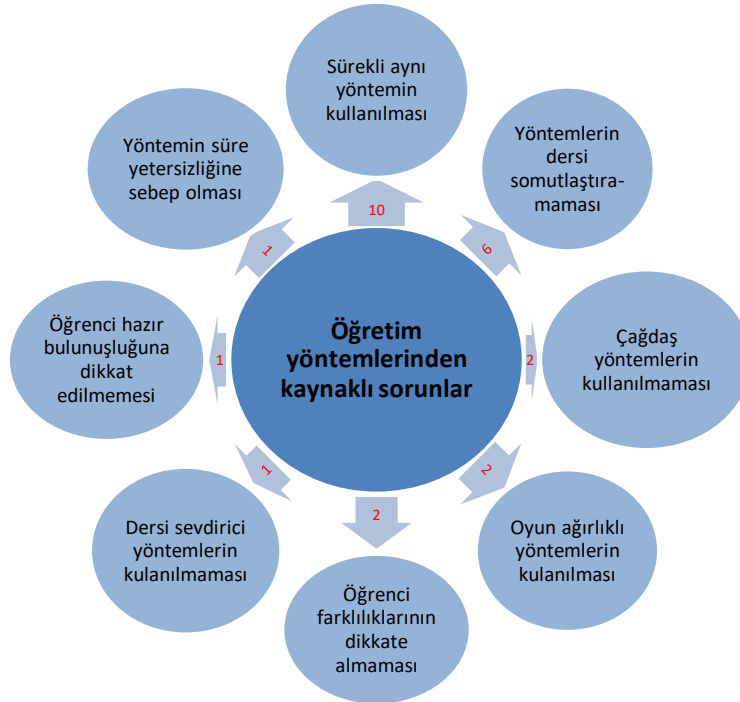 Sürekli aynı
yöntemin
kullanılması
Yöntemlerin
dersi
somutlaştıra-
maması
Çağdaş
yöntemlerin
kullanılmaması
Oyun ağırlıklı
yöntemlerin
kulanılması
Öğrenci
farklılıklarının
dikkate
almaması
Dersi sevdirici
yöntemlerin
kulanılmaması
Öğrenci hazır
bulunuşluğuna
dikkat
edilmemesi
Yöntemin süre
yetersizliğine
sebep olması
Öğretim
yöntemlerinden
kaynaklı sorunlar
10
6
2
2
2
1
1
1